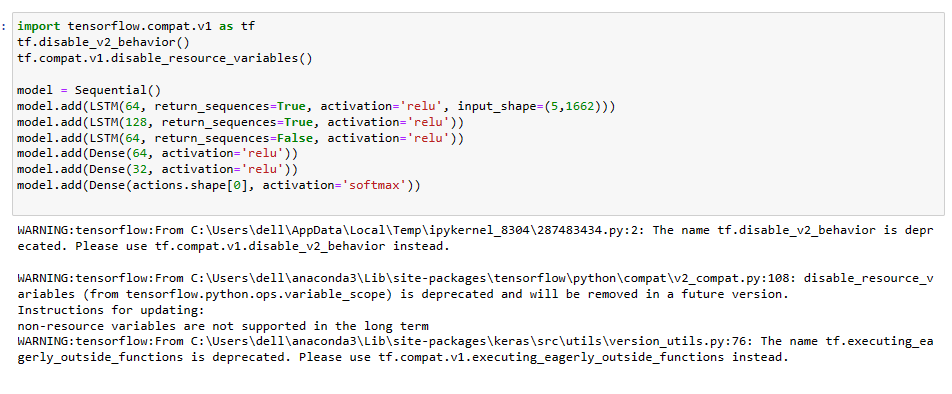 :
import tensorflow.compat.v1 as tf
tf.disable_v2_behavior()
tf.compat.v1.disable_resource_variables()
model = Sequential()
model.add(LSTM(64, return_sequences=True, activation='relu', input_shape=(5,1662)))
model.add(LSTM(128, return_sequences=True, activation='relu'))
model.add(LSTM(64, return_sequences=False, activation='relu'))
model.add(Dense(64, activation='relu'))
model.add(Dense(32, activation='relu'))
model.add(Dense(actions.shape[0], activation='softmax'))
WARNING:tensorflow:From C:\Users\dell\AppData\Local\Temp\ipykernel_8304\287483434.py:2: The name tf.disable_v2_behavior is depr
ecated. Please use tf.compat.v1.disable_v2_behavior instead.
WARNING:tensorflow:From C:\Users\dell\anaconda3\Lib\site-packages\tensorflow\python\compat\v2_compat.py:108: disable_resource_v
ariables (from tensorflow.python.ops.variable_scope) is deprecated and will be removed in a future version.
Instructions for updating:
non-resource variables are not supported in the long term
WARNING:tensorflow:From C:\Users\dell\anaconda3\Lib\site-packages\keras\src\utils\version_utils.py:76: The name tf.executing_ea
gerly_outside_functions is deprecated. Please use tf.compat.v1.executing_eagerly_outside_functions instead.